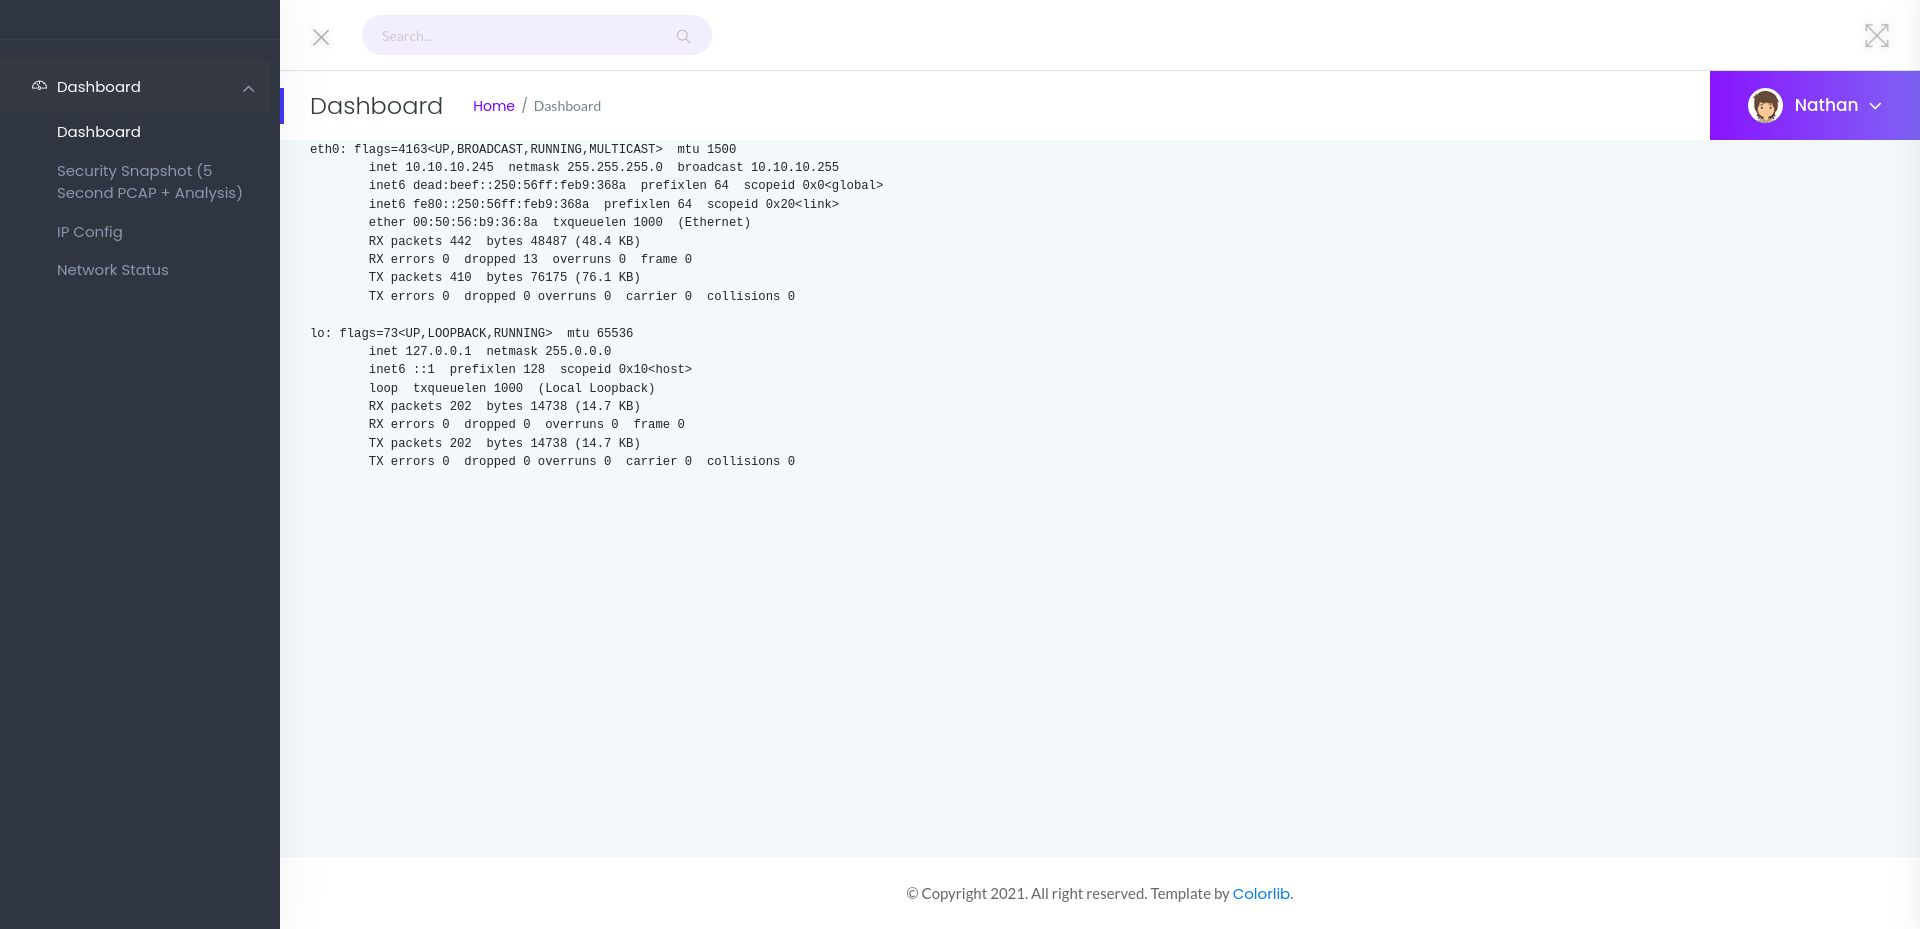 Search...
Dashboard
Dashboard
Security Snapshot (5
Second PCAP + Analysis)
IP Config
Network Status
Dashboard Home / Dashboard
Nathan
eth0: flags=4163<UP,BROADCAST,RUNNING,MULTICAST>  mtu 1500
        inet 10.10.10.245  netmask 255.255.255.0  broadcast 10.10.10.255
        inet6 dead:beef::250:56ff:feb9:368a  prefixlen 64  scopeid 0x0<global>
        inet6 fe80::250:56ff:feb9:368a  prefixlen 64  scopeid 0x20<link>
        ether 00:50:56:b9:36:8a  txqueuelen 1000  (Ethernet)
        RX packets 442  bytes 48487 (48.4 KB)
        RX errors 0  dropped 13  overruns 0  frame 0
        TX packets 410  bytes 76175 (76.1 KB)
        TX errors 0  dropped 0 overruns 0  carrier 0  collisions 0
lo: flags=73<UP,LOOPBACK,RUNNING>  mtu 65536
        inet 127.0.0.1  netmask 255.0.0.0
        inet6 ::1  prefixlen 128  scopeid 0x10<host>
        loop  txqueuelen 1000  (Local Loopback)
        RX packets 202  bytes 14738 (14.7 KB)
        RX errors 0  dropped 0  overruns 0  frame 0
        TX packets 202  bytes 14738 (14.7 KB)
        TX errors 0  dropped 0 overruns 0  carrier 0  collisions 0
© Copyright 2021. All right reserved. Template by Colorlib.